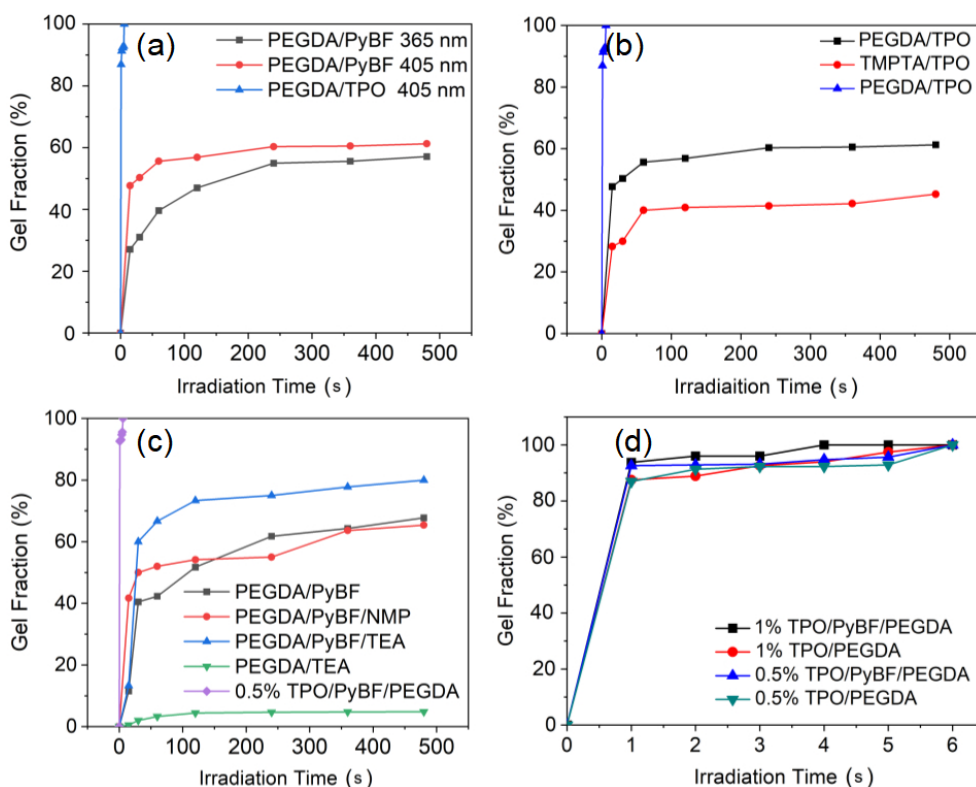 (a)
PEGDA/PyBF 365 nm
PEGDA/PyBF 405 nm
PEGDA/TPO 405 nm
Gel Fraction (%)
100
80
60
40
20
0
0 100 200 300 400 500
Irradiation Time (s)
(b)
PEGDA/TPO
TMPTA/TPO
PEGDA/TPO
Gel Fraction (%)
100
80
60
40
20
0
0 100 200 300 400 500
Irradiaition Time (s)
(c)
PEGDA/PyBF
PEGDA/PyBF/NMP
PEGDA/PyBF/TEA
PEGDA/TEA
0.5% TPO/PyBF/PEGDA
Gel Fraction (%)
100
80
60
40
20
0
0 100 200 300 400 500
Irradiation Time (s)
(d)
1% TPO/PyBF/PEGDA
1% TPO/PEGDA
0.5% TPO/PyBF/PEGDA
0.5% TPO/PEGDA
Gel Fraction (%)
100
80
60
40
20
0
0 1 2 3 4 5 6
Irradiation Time (s)